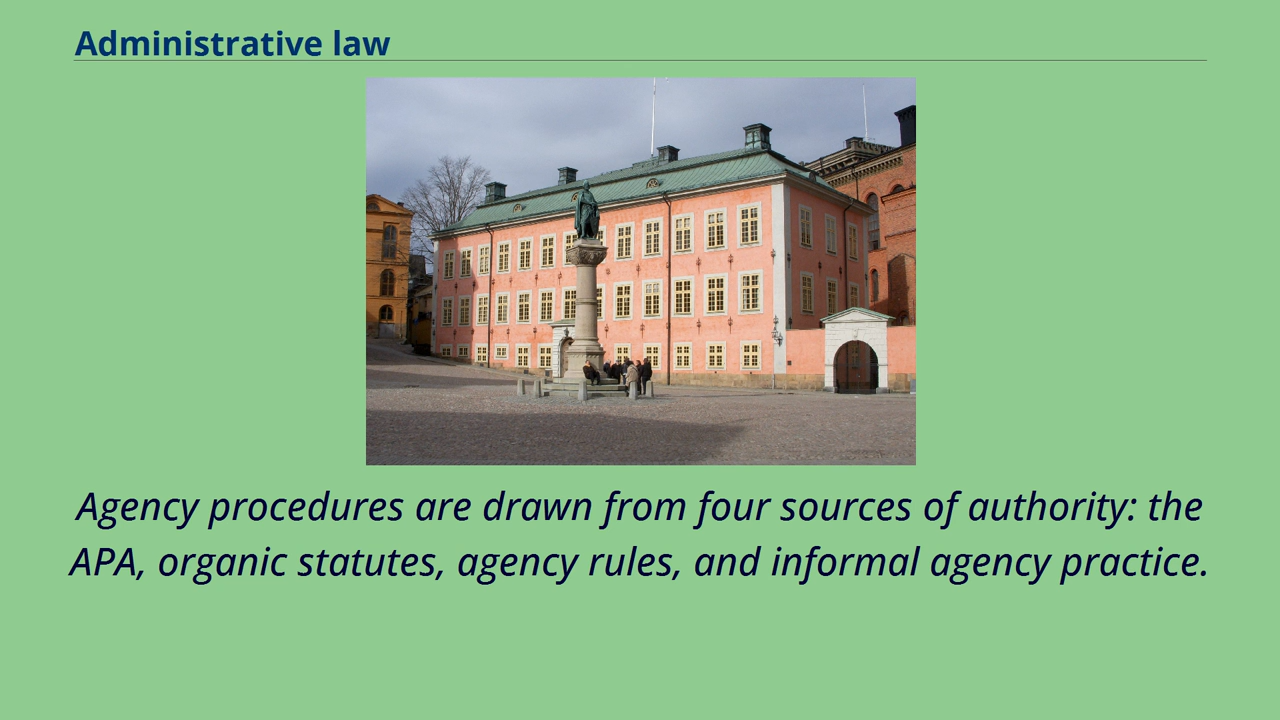 Administrative law
Agency procedures are drawn from four sources of authority: the
APA, organic statutes, agency rules, and informal agency practice.